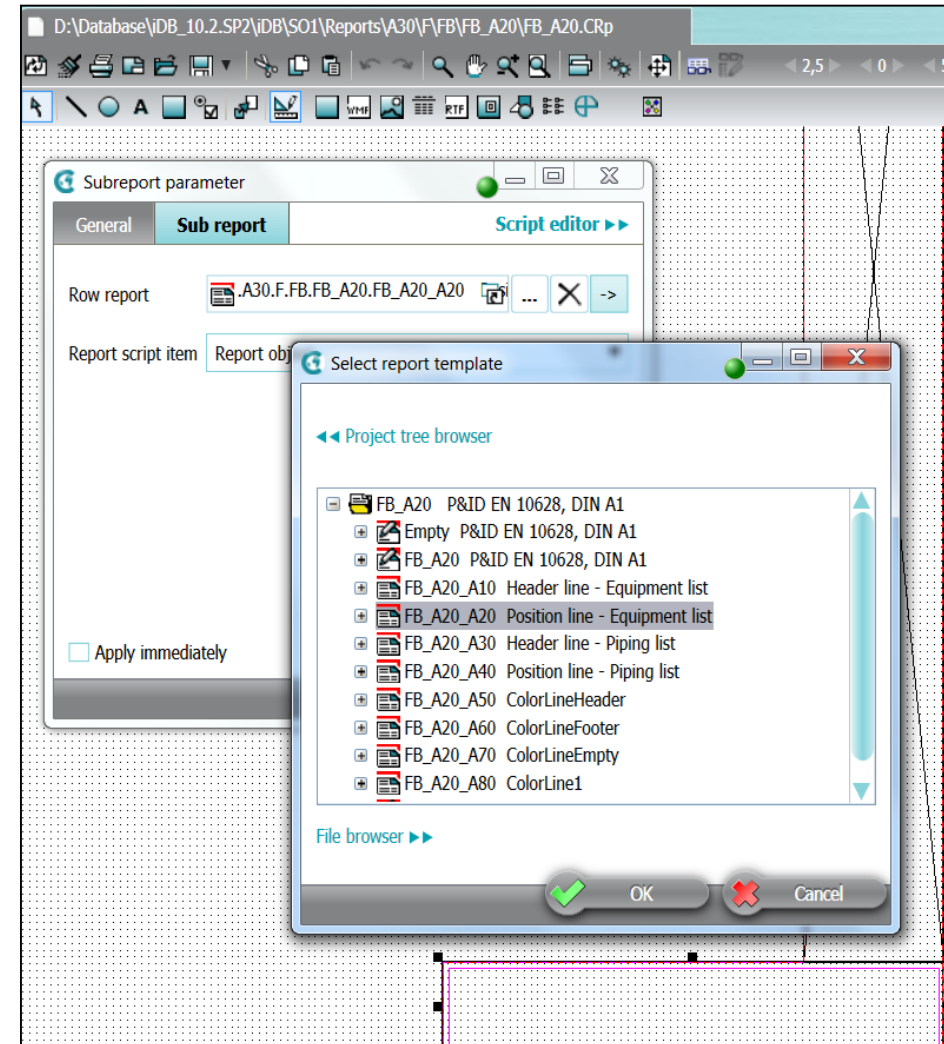 D:\Database\iDB_10.2.SP2\iDB\SO1\Reports\A30\F\FB\FB_A20\FB_A20.CRp
2,5 0
A WMF RTF
Subreport parameter
General Sub report Script editor
Row report .A30.F.FB.FB_A20.FB_A20_A20 ... ->
Report script item Report obj
Select report template
Project tree browser
FB_A20 P&ID EN 10628, DIN A1
Empty P&ID EN 10628, DIN A1
FB_A20 P&ID EN 10628, DIN A1
FB_A20_A10 Header line - Equipment list
FB_A20_A20 Position line - Equipment list
FB_A20_A30 Header line - Piping list
FB_A20_A40 Position line - Piping list
FB_A20_A50 ColorLineHeader
FB_A20_A60 ColorLineFooter
FB_A20_A70 ColorLineEmpty
FB_A20_A80 ColorLine1
Apply immediately
File browser
OK Cancel